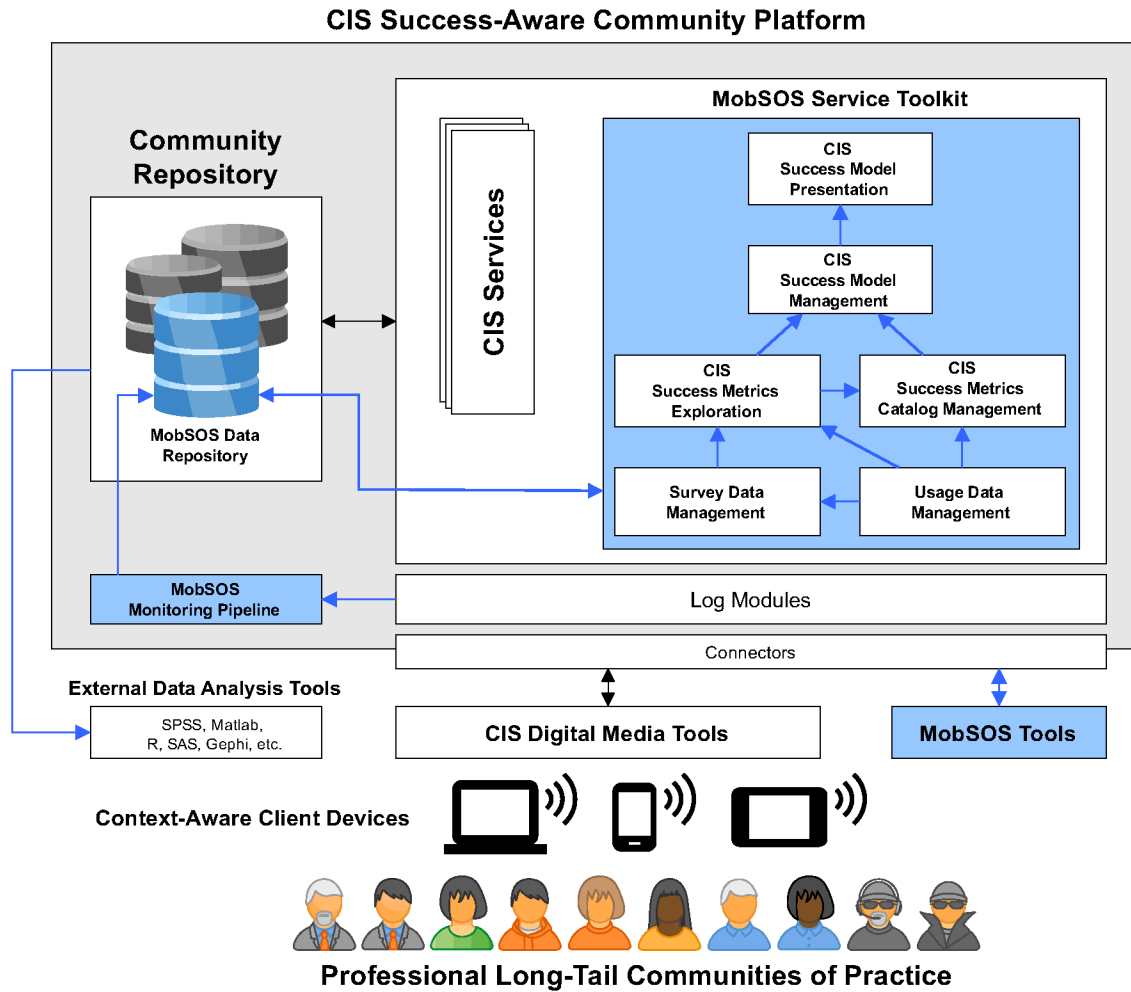 CIS Success-Aware Community Platform
Community
Repository
MobSOS Data
Repository
MobSOS Service Toolkit
CIS Services
CIS
Success Model
Presentation
CIS
Success Model
Management
CIS
Success Metrics
Exploration
CIS
Success Metrics
Catalog Management
Survey Data
Management
Usage Data
Management
MobSOS
Monitoring Pipeline
Log Modules
Connectors
External Data Analysis Tools
SPSS, Matlab,
R, SAS, Gephi, etc.
CIS Digital Media Tools
MobSOS Tools
Context-Aware Client Devices
Professional Long-Tail Communities of Practice